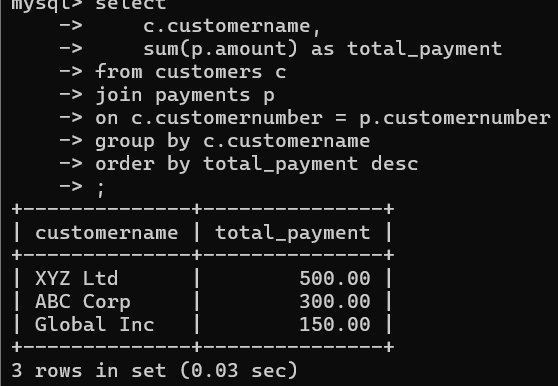 mysql> select
    ->     c.customername,
    ->     sum(p.amount) as total_payment
    -> from customers c
    -> join payments p
    -> on c.customernumber = p.customernumber
    -> group by c.customername
    -> order by total_payment desc
    -> ;
+--------------+---------------+
| customername | total_payment |
+--------------+---------------+
| XYZ Ltd      |        500.00 |
| ABC Corp     |        300.00 |
| Global Inc   |        150.00 |
+--------------+---------------+
3 rows in set (0.03 sec)